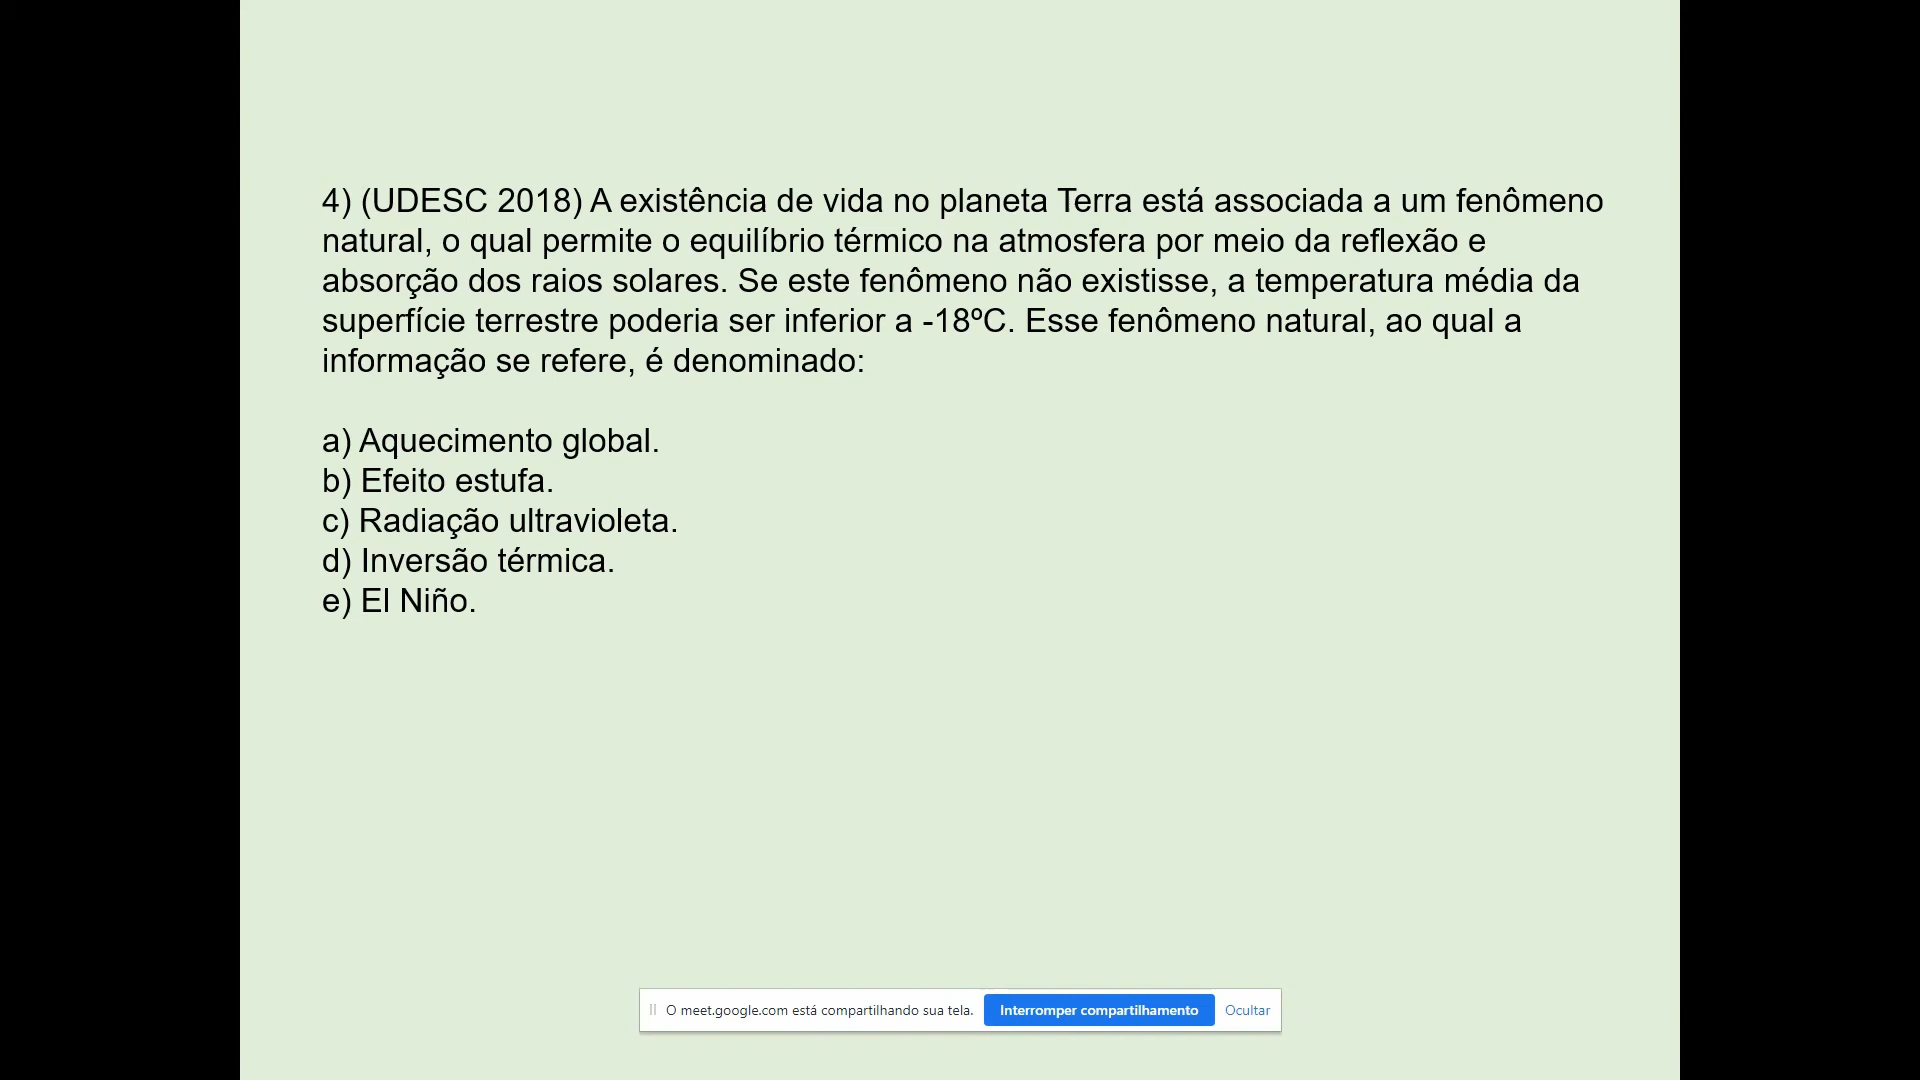 4) (UDESC 2018) A existência de vida no planeta Terra está associada a um fenômeno
natural, o qual permite o equilíbrio térmico na atmosfera por meio da reflexão e
absorção dos raios solares. Se este fenômeno não existisse, a temperatura média da
superfície terrestre poderia ser inferior a -18ºC. Esse fenômeno natural, ao qual a
informação se refere, é denominado:
a) Aquecimento global.
b) Efeito estufa.
c) Radiação ultravioleta.
d) Inversão térmica.
e) El Niño.
O meet.google.com está compartilhando sua tela. Interromper compartilhamento Ocultar